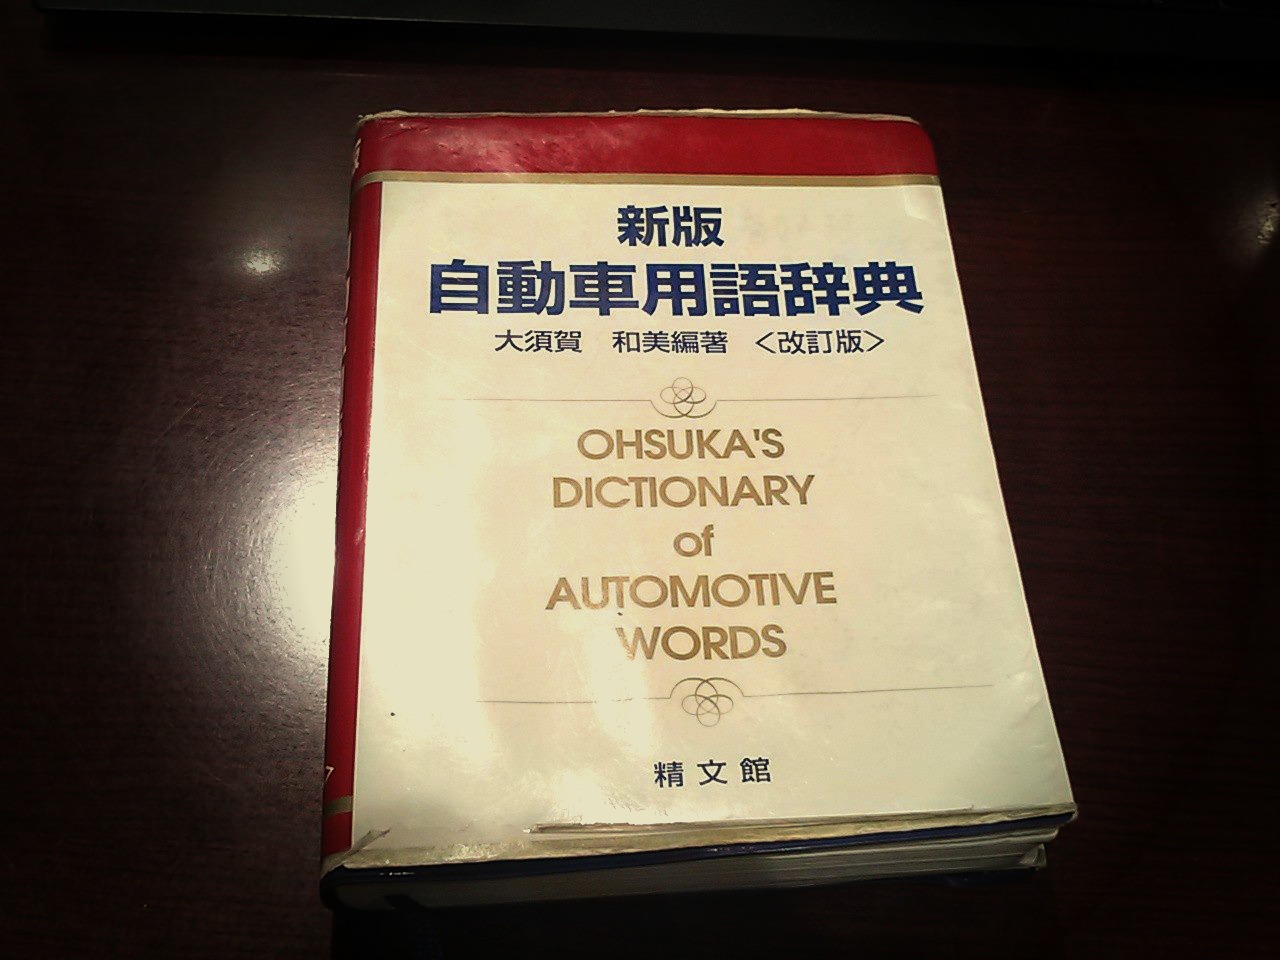 新版
自動車用語辞典
大須賀 和美編著 <改訂版>
OHSUKA'S
DICTIONARY
of
AUTOMOTIVE
WORDS
精文館